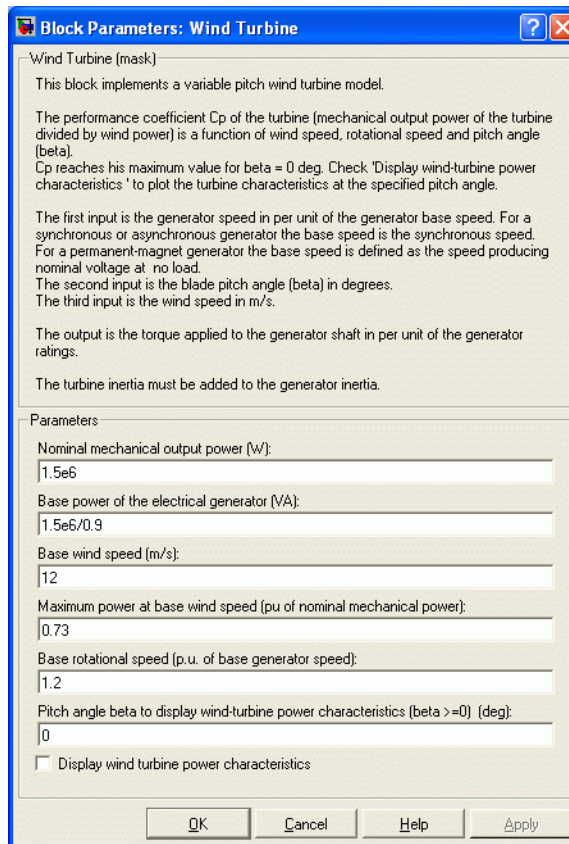 Block Parameters: Wind Turbine
Wind Turbine (mask)
This block implements a variable pitch wind turbine model.
The performance coefficient Cp of the turbine (mechanical output power of the turbine
divided by wind power) is a function of wind speed, rotational speed and pitch angle
(beta).
Cp reaches his maximum value for beta = 0 deg. Check 'Display wind-turbine power
characteristics ' to plot the turbine characteristics at the specified pitch angle.
The first input is the generator speed in per unit of the generator base speed. For a
synchronous or asynchronous generator the base speed is the synchronous speed.
For a permanent-magnet generator the base speed is defined as the speed producing
nominal voltage at no load.
The second input is the blade pitch angle (beta) in degrees.
The third input is the wind speed in m/s.
The output is the torque applied to the generator shaft in per unit of the generator
ratings.
The turbine inertia must be added to the generator inertia.
Parameters
Nominal mechanical output power (W):
1.5e6
Base power of the electrical generator (VA):
1.5e6/0.9
Base wind speed (m/s):
12
Maximum power at base wind speed (pu of nominal mechanical power):
0.73
Base rotational speed (p.u. of base generator speed):
1.2
Pitch angle beta to display wind-turbine power characteristics (beta >=0) (deg):
0
Display wind turbine power characteristics
OK Cancel Help Apply